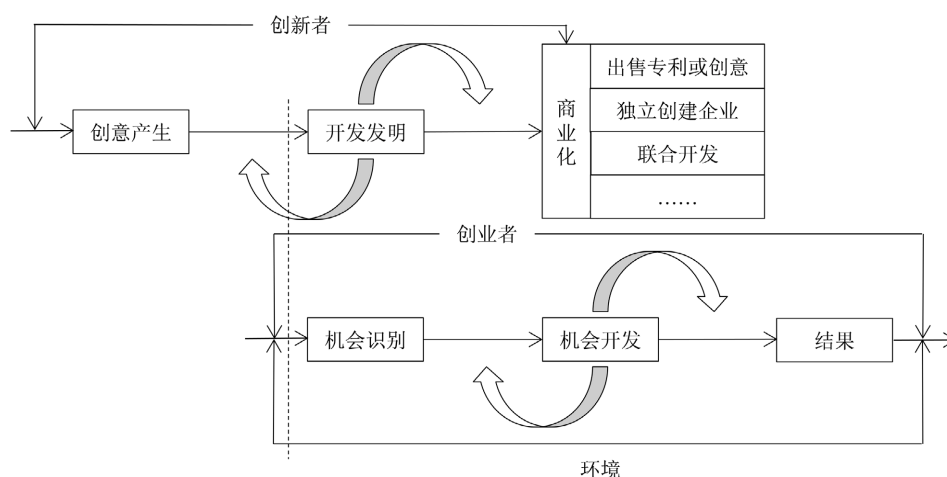 创新者
创意产生
开发发明
商业化
出售专利或创意
独立创建企业
联合开发
……
创业者
机会识别
机会开发
结果
环境